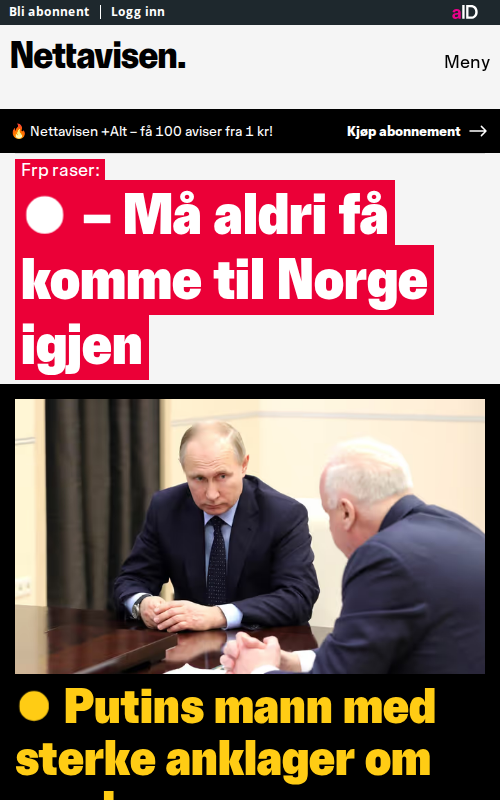 Bli abonnent | Logg inn
aID
Nettavisen.
Meny
🔥 Nettavisen +Alt – få 100 aviser fra 1 kr!
Kjøp abonnement →
Frp raser:
– Må aldri få
komme til Norge
igjen
Putins mann med
sterke anklager om